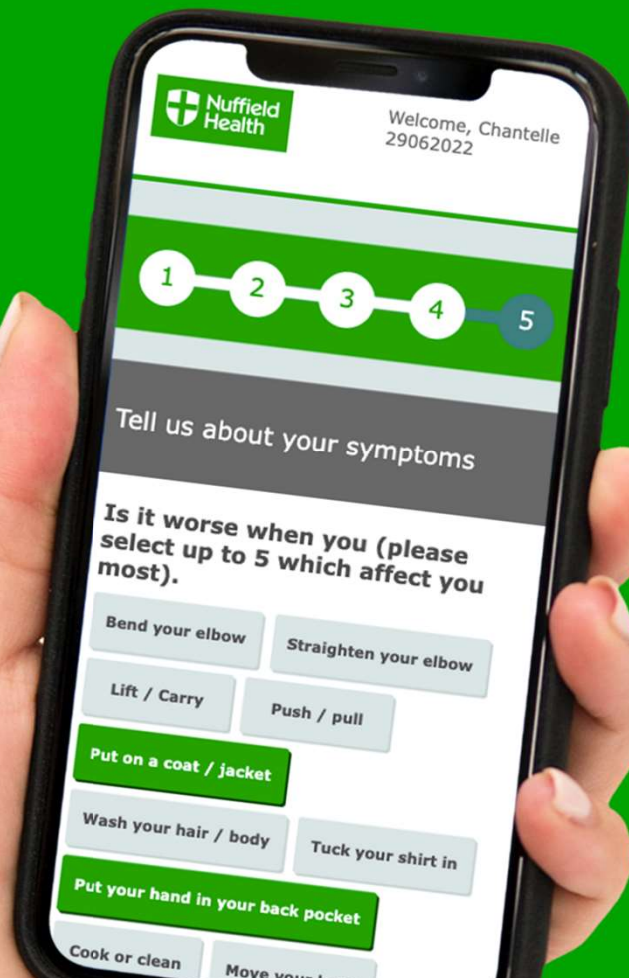 Nuffield
Health
Welcome, Chantelle
29062022
1 2 3 4 5
Tell us about your symptoms
Is it worse when you (please
select up to 5 which affect you
most).
Bend your elbow Straighten your elbow
Lift / Carry Push / pull
Put on a coat / jacket
Wash your hair / body Tuck your shirt in
Put your hand in your back pocket
Cook or clean Move your